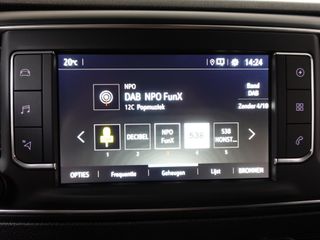 20°c 14:24
NPO
DAB NPO FunX
12C Popmuziek
Band
DAB
Zender 4/10
DECIBEL
NPO
FunX
538
538
NONST...
1 2 3 4 5
OPTIES Frequentie Geheugen Lijst BRONNEN